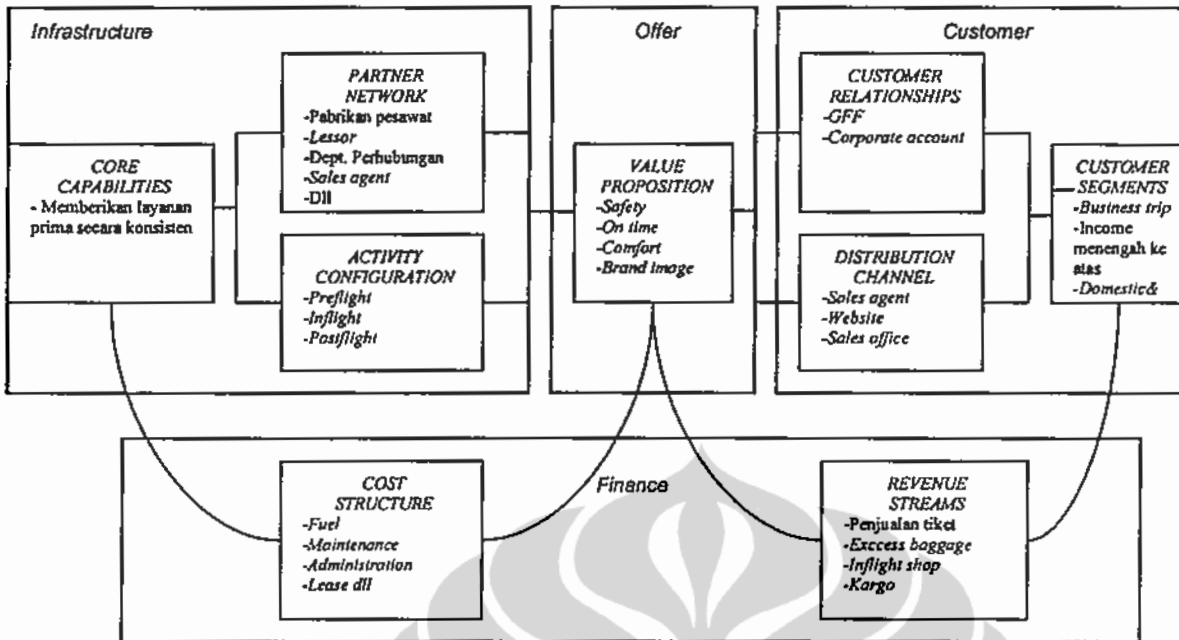 Infrastructure
PARTNER
NETWORK
-Pabrikan pesawat
-Lessor
-Dept. Perhubungan
-Sales agent
-Dll
CORE
CAPABILITIES
- Memberikan layanan
prima secara konsisten
ACTIVITY
CONFIGURATION
-Preflight
-Inflight
-Postflight
Offer
VALUE
PROPOSITION
-Safety
-On time
-Comfort
-Brand image
Customer
CUSTOMER
RELATIONSHIPS
-GFF
-Corporate account
DISTRIBUTION
CHANNEL
-Sales agent
-Website
-Sales office
CUSTOMER
SEGMENTS
-Business trip
-Income
menengah ke
atas
-Domestic&
Finance
COST
STRUCTURE
-Fuel
-Maintenance
-Administration
-Lease dll
REVENUE
STREAMS
-Penjualan tiket
-Exccess baggage
-Inflight shop
-Kargo